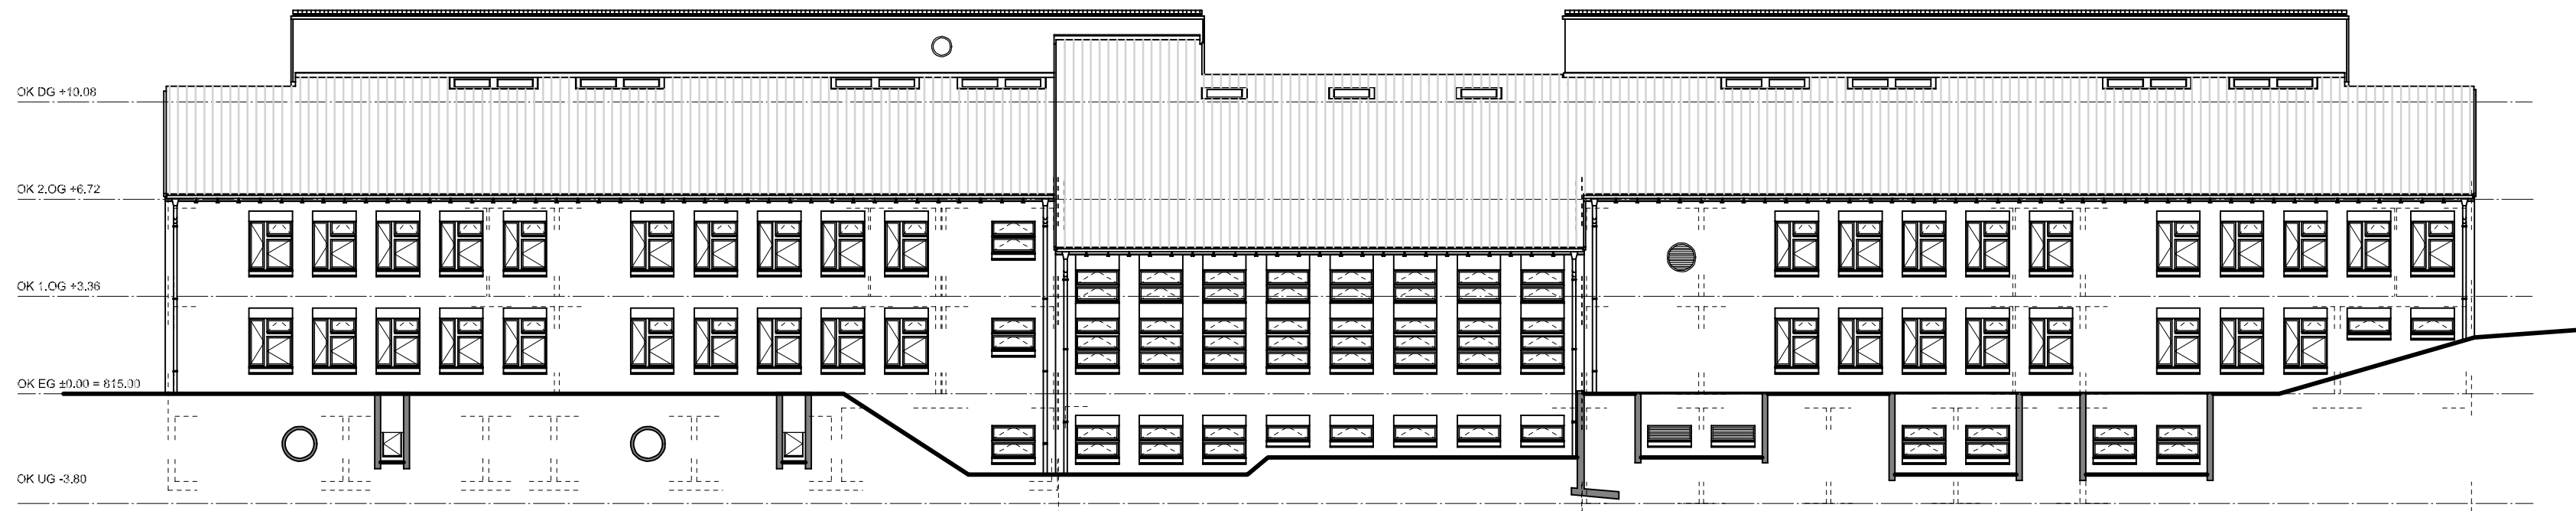 OK DG +10.08
OK 2.OG +6.72
OK 1.OG +3.36
OK EG ±0.00 = 815.00
OK UG -3.80